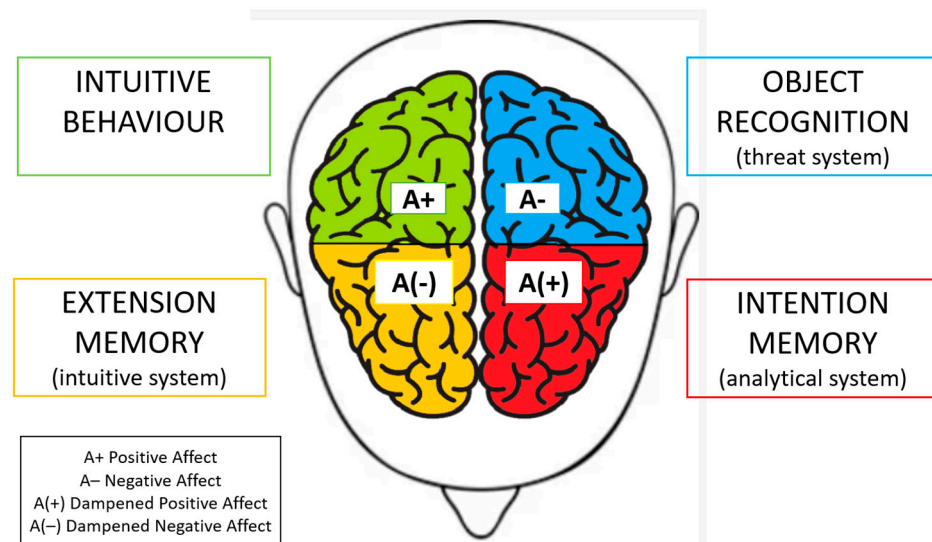 INTUITIVE
BEHAVIOUR
OBJECT
RECOGNITION
(threat system)
A+
A-
A(-)
A(+)
EXTENSION
MEMORY
(intuitive system)
INTENTION
MEMORY
(analytical system)
A+ Positive Affect
A– Negative Affect
A(+) Dampened Positive Affect
A(–) Dampened Negative Affect